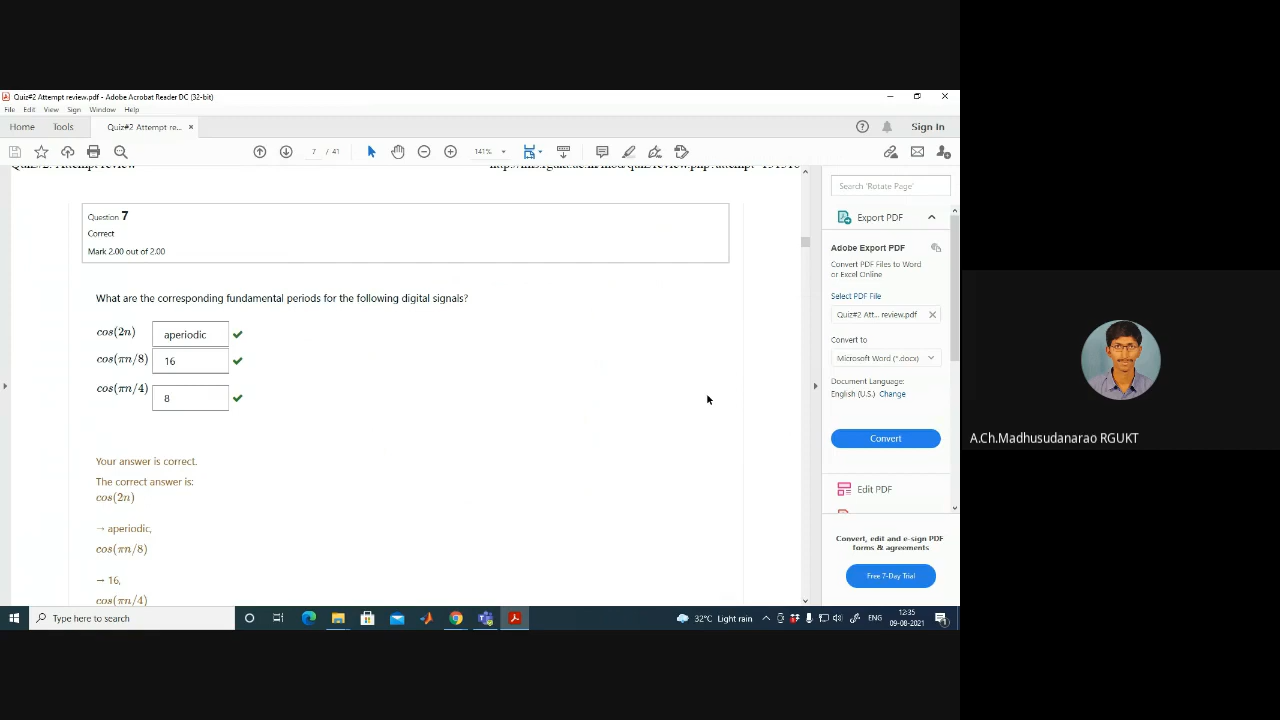 Quiz#2 Attempt review.pdf - Adobe Acrobat Reader DC (32-bit)
File Edit View Sign Window Help
Home Tools Quiz#2 Attempt re... × Sign In
7 / 41 141%
Question 7
Correct
Mark 2.00 out of 2.00
What are the corresponding fundamental periods for the following digital signals?
cos(2n) aperiodic
cos(πn/8) 16
cos(πn/4) 8
Your answer is correct.
The correct answer is:
cos(2n)
→ aperiodic,
cos(πn/8)
→ 16,
cos(πn/4)
Search 'Rotate Page'
Export PDF
Adobe Export PDF
Convert PDF Files to Word
or Excel Online
Select PDF File
Quiz#2 Att... review.pdf
Convert to
Microsoft Word (*.docx)
Document Language:
English (U.S.) Change
Convert
Edit PDF
Convert, edit and e-sign PDF
forms & agreements
Free 7-Day Trial
Type here to search
32°C Light rain
ENG
12:35
09-08-2021
A.Ch.Madhusudanarao RGUKT